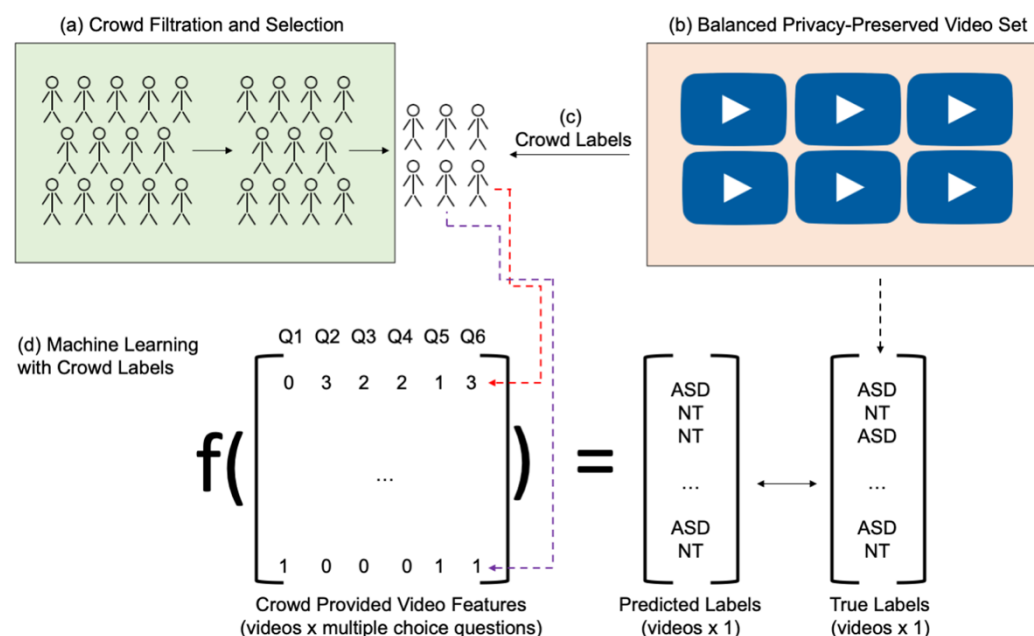 (a) Crowd Filtration and Selection
(b) Balanced Privacy-Preserved Video Set
(c)
Crowd Labels
(d) Machine Learning
with Crowd Labels
Q1 Q2 Q3 Q4 Q5 Q6
0 3 2 2 1 3
...
1 0 0 0 1 1
f( ) =
ASD
NT
NT
...
ASD
NT
ASD
NT
ASD
...
ASD
NT
Crowd Provided Video Features
(videos x multiple choice questions)
Predicted Labels
(videos x 1)
True Labels
(videos x 1)